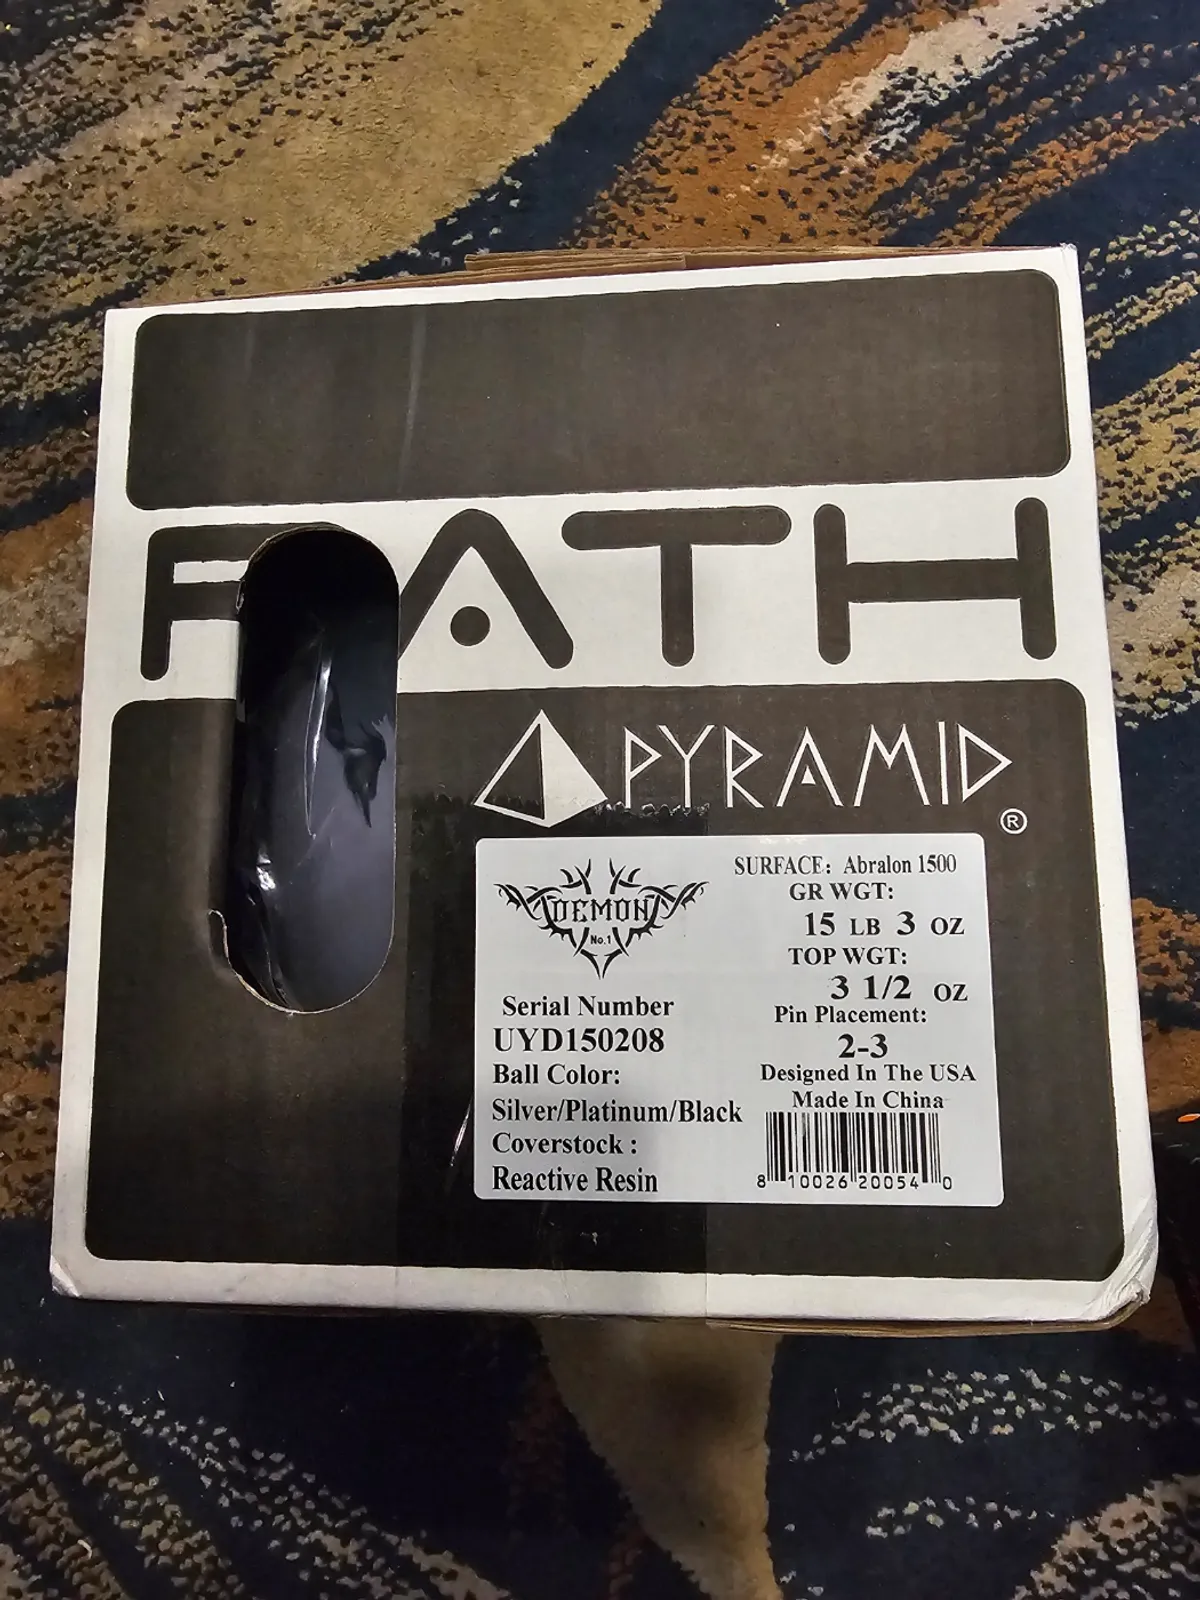 PATH
PYRAMID®
DEMON
No.1
Serial Number
UYD150208
Ball Color:
Silver/Platinum/Black
Coverstock :
Reactive Resin
SURFACE: Abralon 1500
GR WGT:
15 LB 3 OZ
TOP WGT:
3 1/2 OZ
Pin Placement:
2-3
Designed In The USA
Made In China
8 10026 20054 0